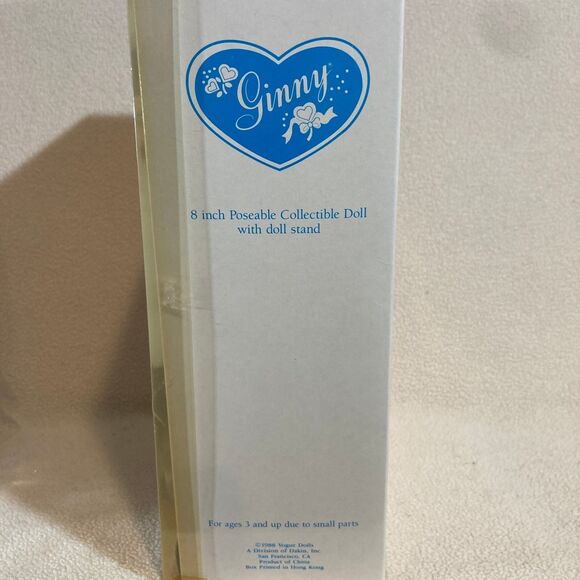 Ginny®
8 inch Poseable Collectible Doll
with doll stand
For ages 3 and up due to small parts
©1988 Vogue Dolls
A Division of Dakin, Inc
San Francisco, CA
Product of China
Box Printed in Hong Kong